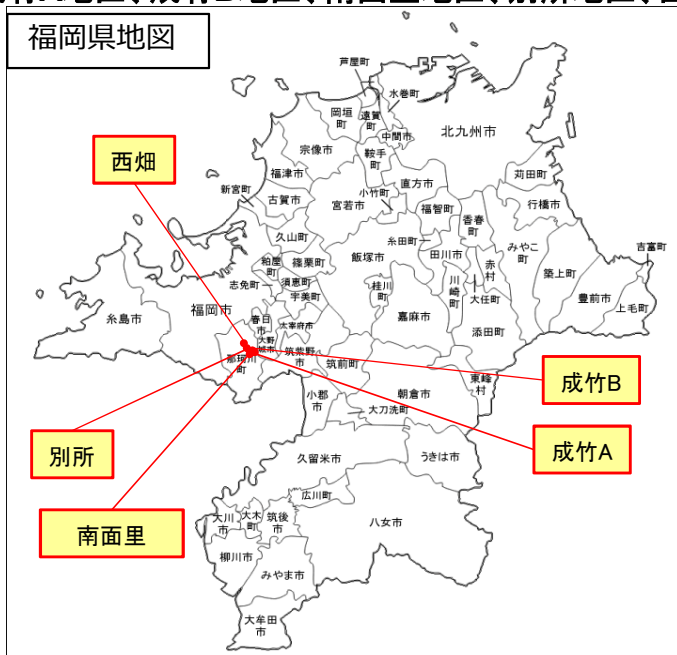 福岡県地図
芦屋町
水巻町
岡垣町
遠賀町
北九州市
中間市
宗像市
鞍手町
西畑
福津市
直方市
苅田町
新宮町
小竹町
古賀市
宮若市
福智町
香春町
行橋市
久山町
糸田町
みやこ町
吉富町
粕屋町
篠栗町
飯塚市
田川市
赤村
築上町
志免町
須恵町
桂川町
川崎町
大任町
豊前市
上毛町
福岡市
宇美町
糸島市
嘉麻市
春日市
太宰府市
添田町
大野城市
那珂川町
筑紫野市
筑前町
東峰村
成竹B
小郡市
朝倉市
大刀洗町
別所
成竹A
久留米市
うきは市
広川町
南面里
大川市
大木町
筑後市
八女市
柳川市
みやま市
大牟田市